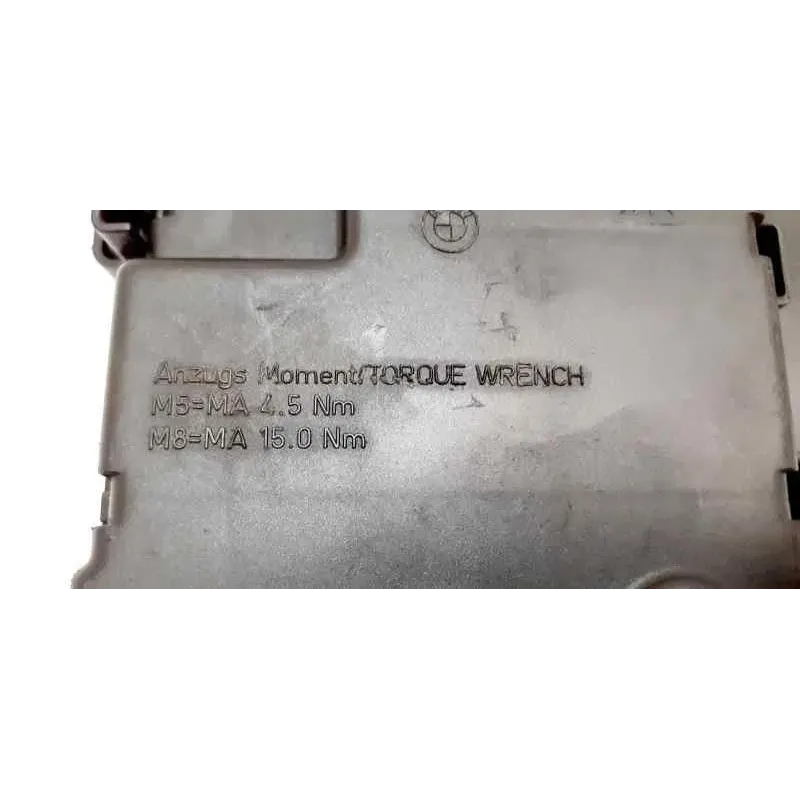 Anzugs Moment/TORQUE WRENCH
M5=MA 4.5 Nm
M8=MA 15.0 Nm